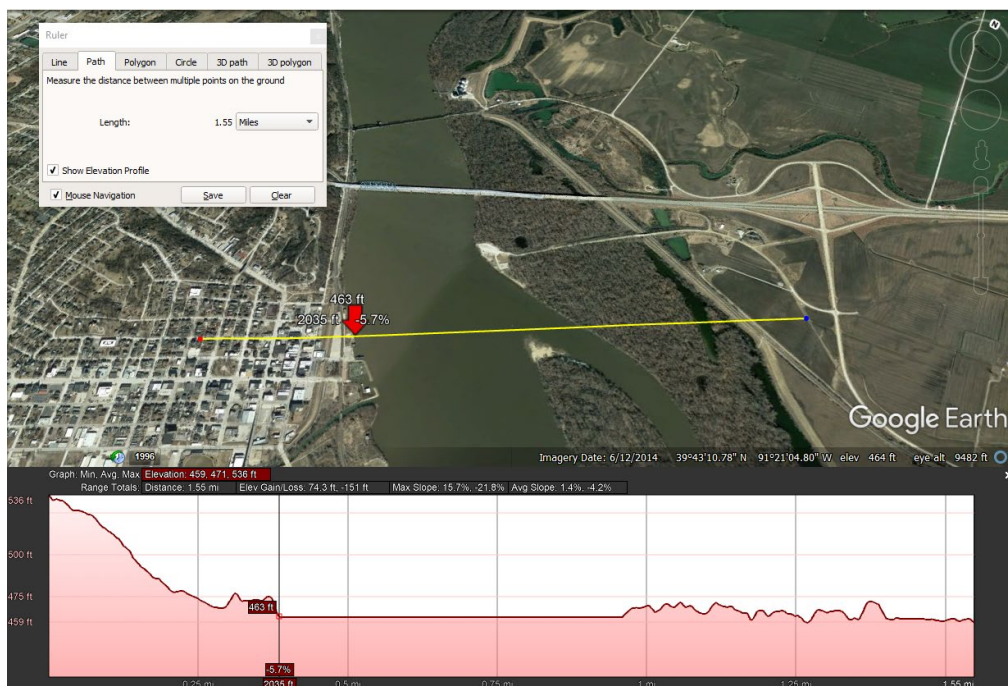 Ruler
Line Path Polygon Circle 3D path 3D polygon
Measure the distance between multiple points on the ground
Length: 1.55 Miles
Show Elevation Profile
Mouse Navigation Save Clear
N
463 ft
2035 ft -5.7%
Google Earth
1996
Imagery Date: 6/12/2014 39°43'10.78" N 91°21'04.80" W elev 464 ft eye alt 9482 ft
Graph: Min, Avg, Max Elevation: 459, 471, 536 ft
Range Totals: Distance: 1.55 mi Elev Gain/Loss: 74.3 ft, -151 ft Max Slope: 15.7%, -21.8% Avg Slope: 1.4%, -4.2%
536 ft
500 ft
475 ft
463 ft
459 ft
-5.7%
0.25 mi 2035 ft 0.5 mi 0.75 mi 1 mi 1.25 mi 1.55 mi